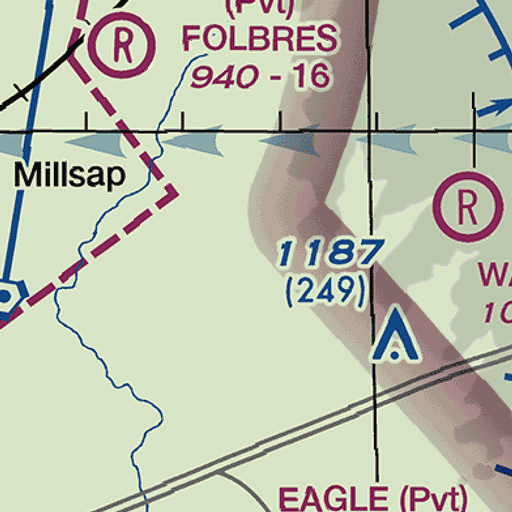 (Pvt)
R
FOLBRES
940 - 16
Millsap
R
1187
(249)
EAGLE (Pvt)